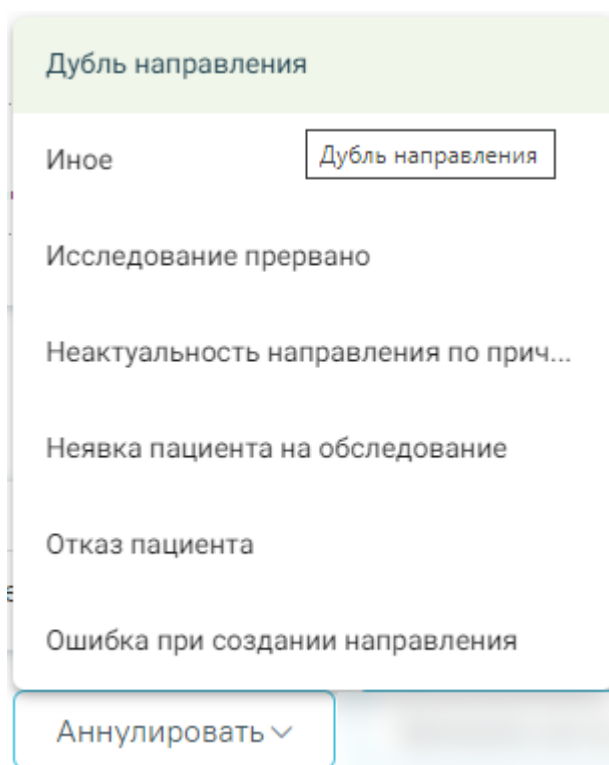 Дубль направления
Иное
Дубль направления
Исследование прервано
Неактуальность направления по прич...
Неявка пациента на обследование
Отказ пациента
Ошибка при создании направления
Аннулировать